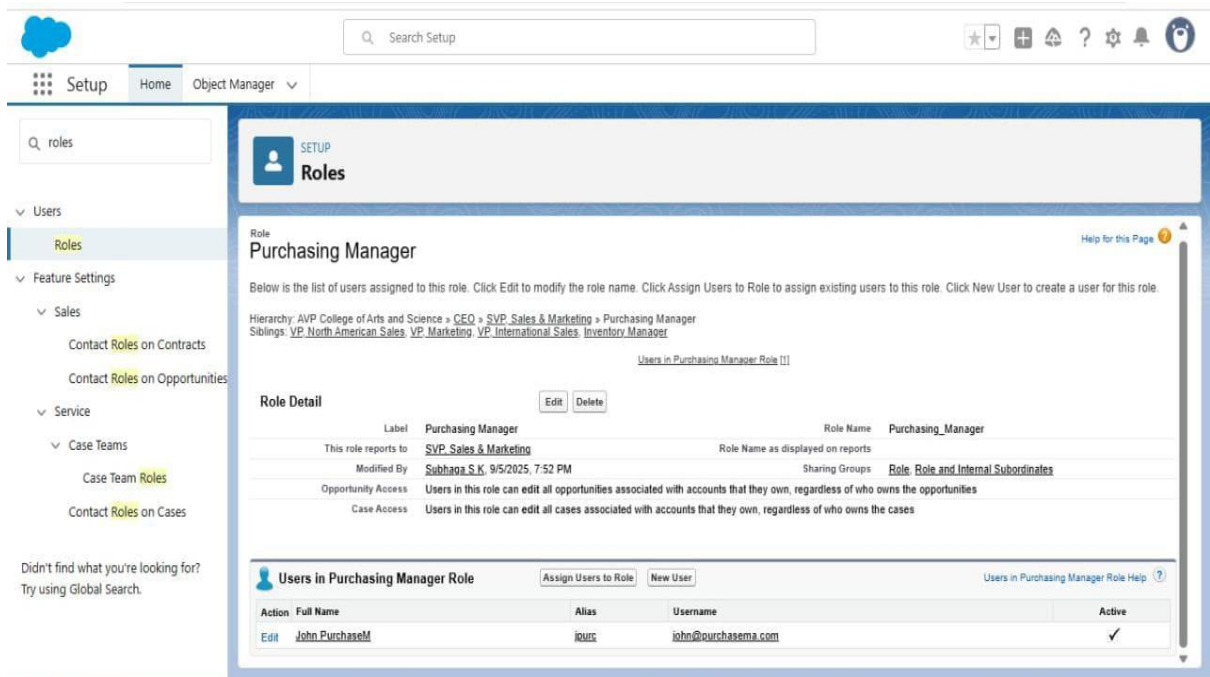 Search Setup
Setup
Home
Object Manager
roles
Users
Roles
Feature Settings
Sales
Contact Roles on Contracts
Contact Roles on Opportunities
Service
Case Teams
Case Team Roles
Contact Roles on Cases
Didn't find what you're looking for?
Try using Global Search.
SETUP
Roles
Role
Purchasing Manager
Help for this Page ?
Below is the list of users assigned to this role. Click Edit to modify the role name. Click Assign Users to Role to assign existing users to this role. Click New User to create a user for this role.
Hierarchy: AVP College of Arts and Science » CEO » SVP, Sales & Marketing » Purchasing Manager
Siblings: VP, North American Sales, VP, Marketing, VP, International Sales, Inventory Manager
Users in Purchasing Manager Role [1]
Role Detail Edit Delete
Label Purchasing Manager Role Name Purchasing_Manager
This role reports to SVP, Sales & Marketing Role Name as displayed on reports
Modified By Subhaga S K, 9/5/2025, 7:52 PM Sharing Groups Role, Role and Internal Subordinates
Opportunity Access Users in this role can edit all opportunities associated with accounts that they own, regardless of who owns the opportunities
Case Access Users in this role can edit all cases associated with accounts that they own, regardless of who owns the cases
Users in Purchasing Manager Role Assign Users to Role New User Users in Purchasing Manager Role Help ?
Action Full Name Alias Username Active
Edit John PurchaseM jpurc john@purchasema.com ✓